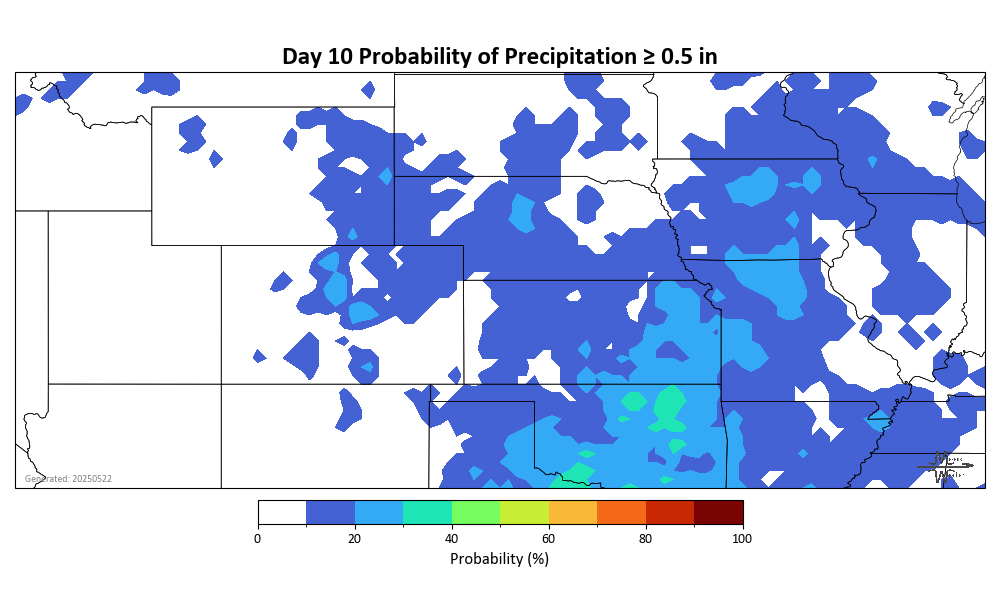 Day 10 Probability of Precipitation ≥ 0.5 in
Generated: 20250522
0 20 40 60 80 100
Probability (%)